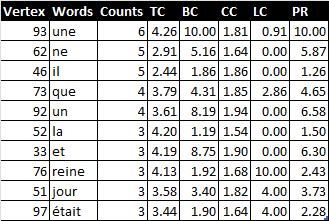 Vertex Words Counts TC BC CC LC PR
93 une 6 4.26 10.00 1.81 0.91 10.00
62 ne 5 2.91 5.16 1.64 0.00 5.87
46 il 5 2.44 1.86 1.86 0.00 1.26
73 que 4 3.79 4.31 1.85 2.86 4.65
92 un 4 3.61 8.19 1.94 0.00 6.58
52 la 3 4.20 1.19 1.54 0.00 1.50
33 et 3 4.19 8.75 1.90 0.00 6.30
76 reine 3 4.13 1.92 1.68 10.00 2.43
51 jour 3 3.58 3.40 1.82 4.00 3.73
97 était 3 3.44 1.90 1.64 4.00 2.28